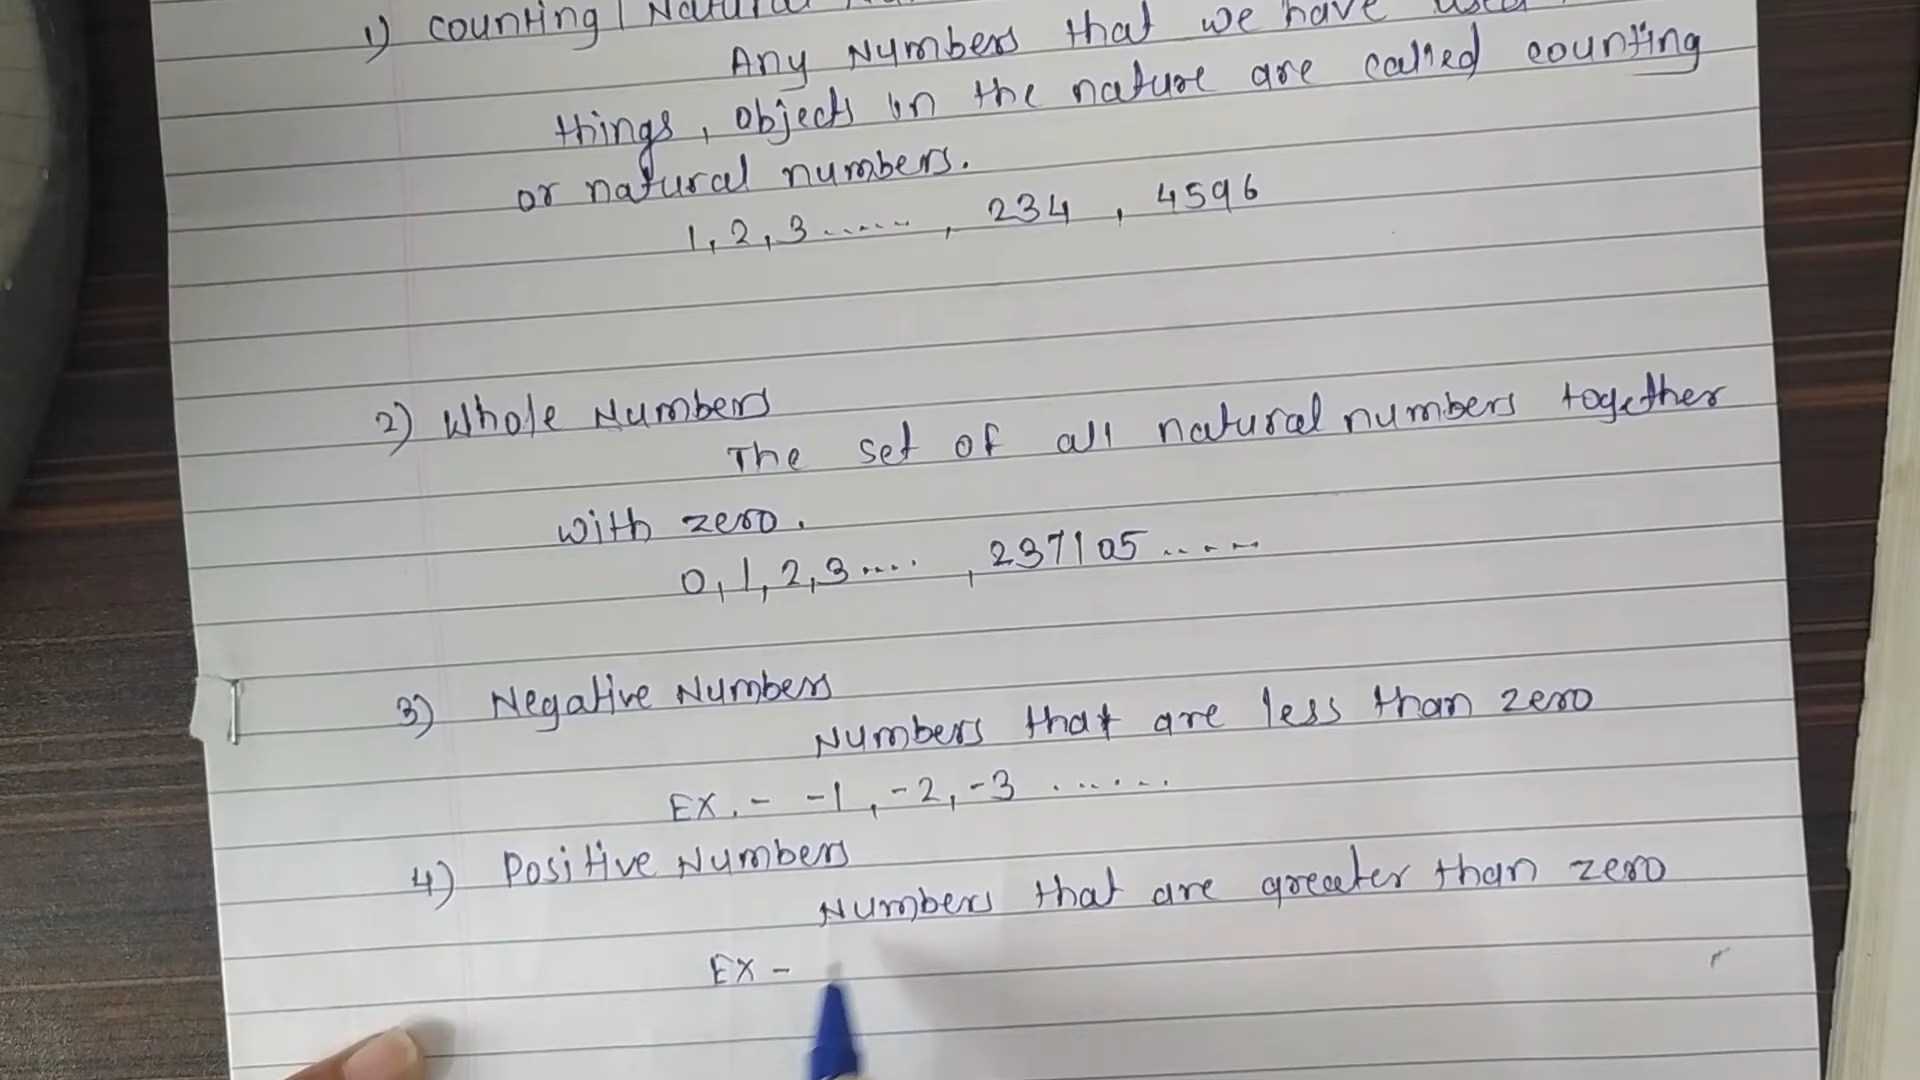 1) Counting | Natural
Any Numbers that we have used
things, objects in the nature are called counting
or natural numbers.
1, 2, 3 ..... , 234 , 4596
2) Whole Numbers
The set of all natural numbers together
with zero.
0, 1, 2, 3 .... , 237105 .....
3) Negative Numbers
Numbers that are less than zero
EX. - -1, -2, -3 ......
4) Positive Numbers
Numbers that are greater than zero
EX -